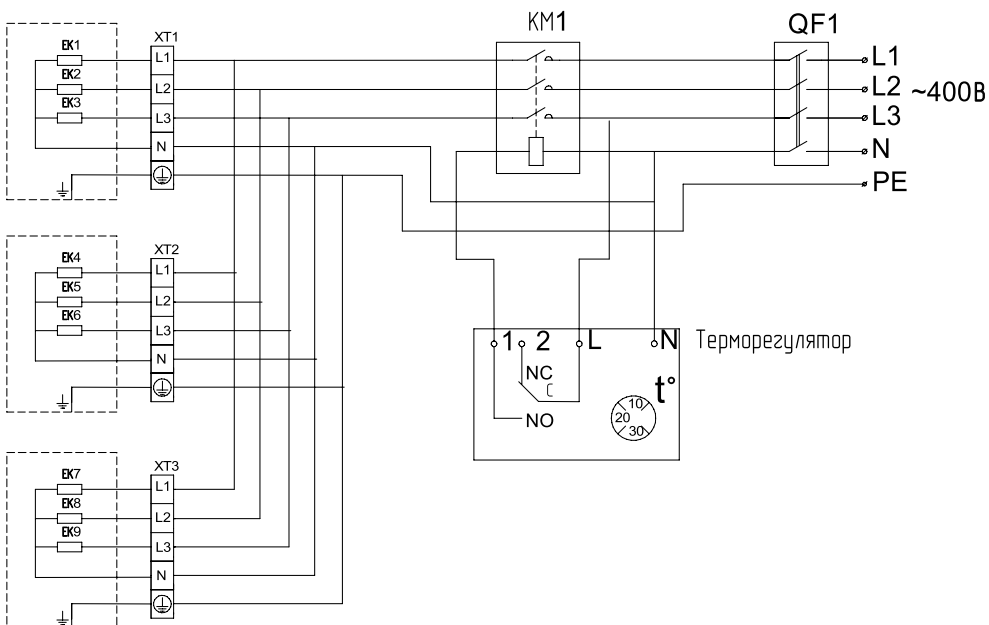 КМ1
QF1
L1
L2
~400В
L3
N
PE
EK1
EK2
EK3
XT1
L1
L2
L3
N
EK4
EK5
EK6
XT2
L1
L2
L3
N
EK7
EK8
EK9
XT3
L1
L2
L3
N
1
2
L
N
Терморегулятор
NC
C
NO
t°
10
20
30